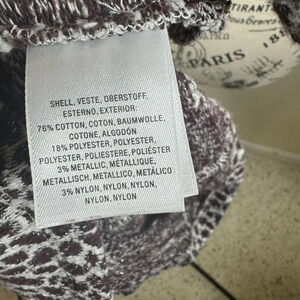 TIRANT
PARIS
SHELL, VESTE, OBERSTOFF,
ESTERNO, EXTERIOR:
76% COTTON, COTON, BAUMWOLLE,
COTONE, ALGODÓN
18% POLYESTER, POLYESTER,
POLYESTER, POLIESTERE, POLIÉSTER
3% METALLIC, MÉTALLIQUE,
METALLISCH, METALLICO, METÁLICO
3% NYLON, NYLON, NYLON,
NYLON, NYLON